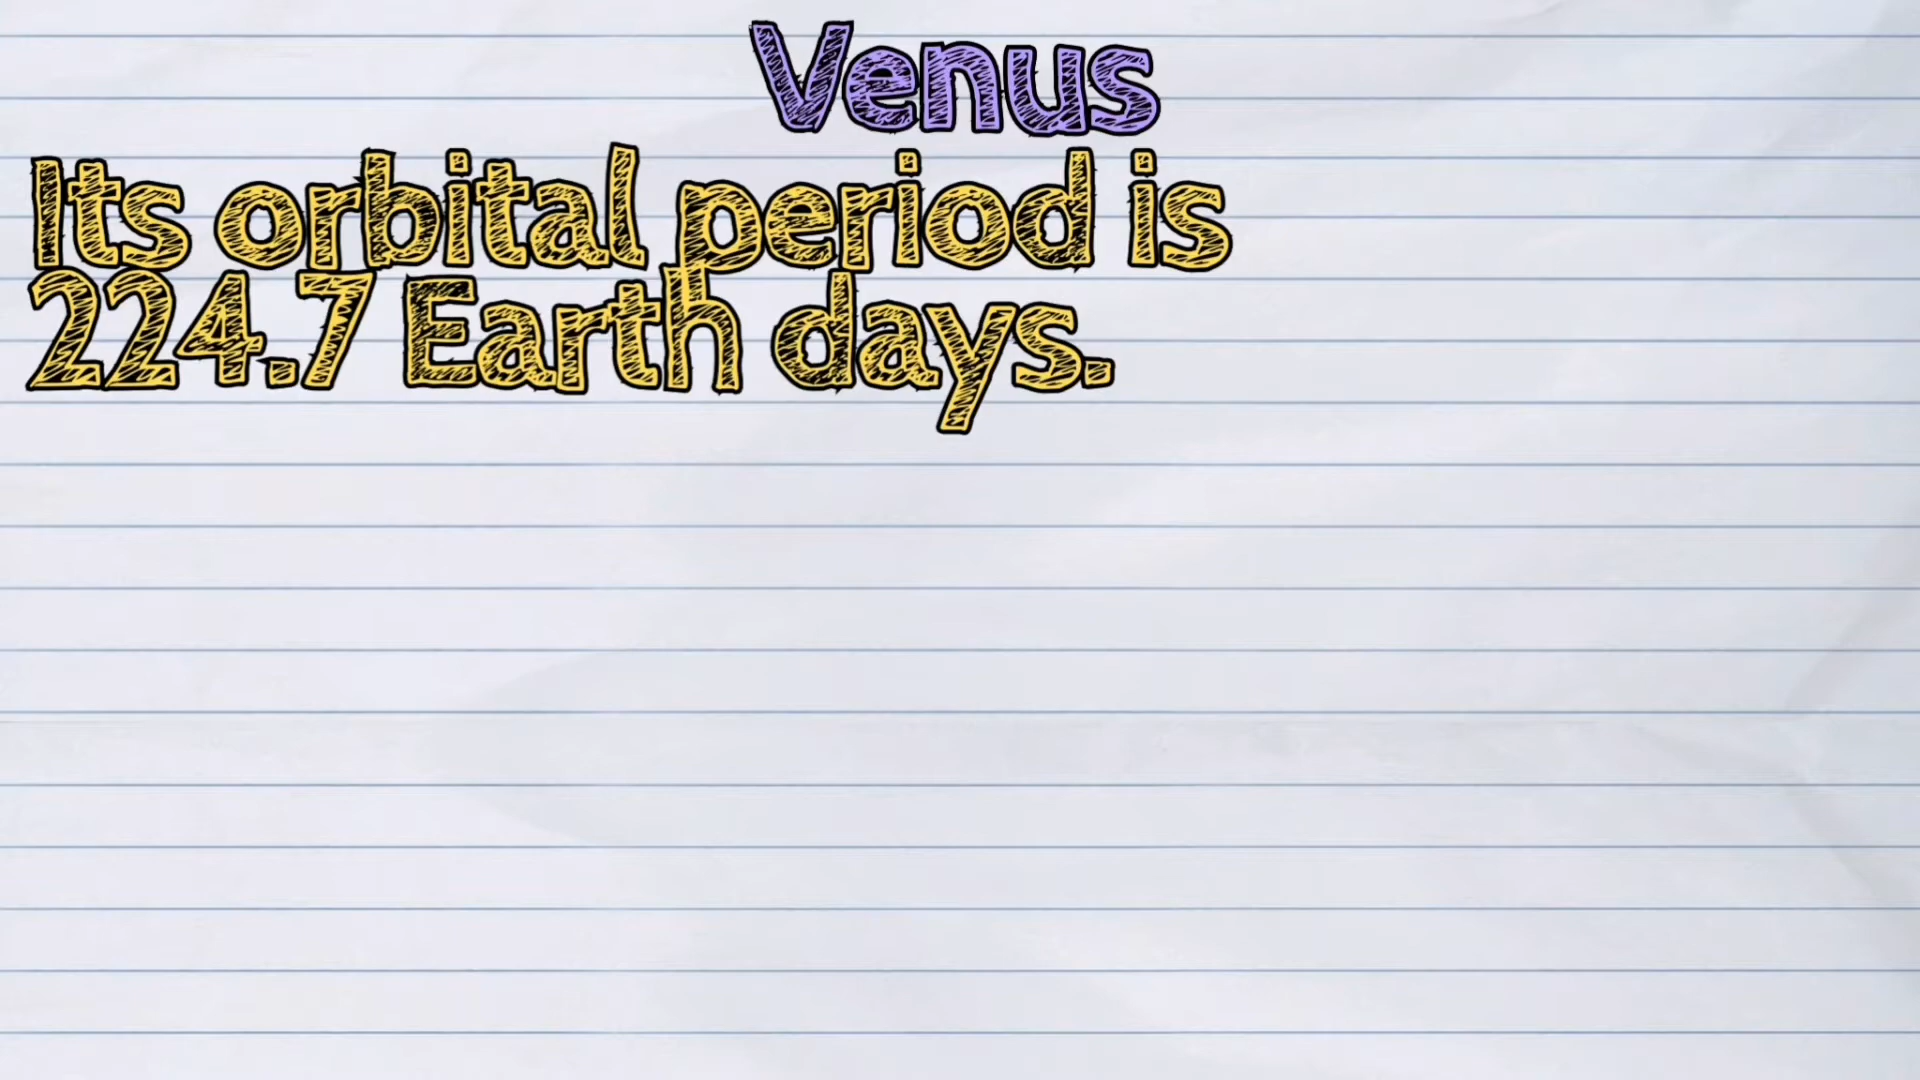 Venus
Its orbital period is
224.7 Earth days.